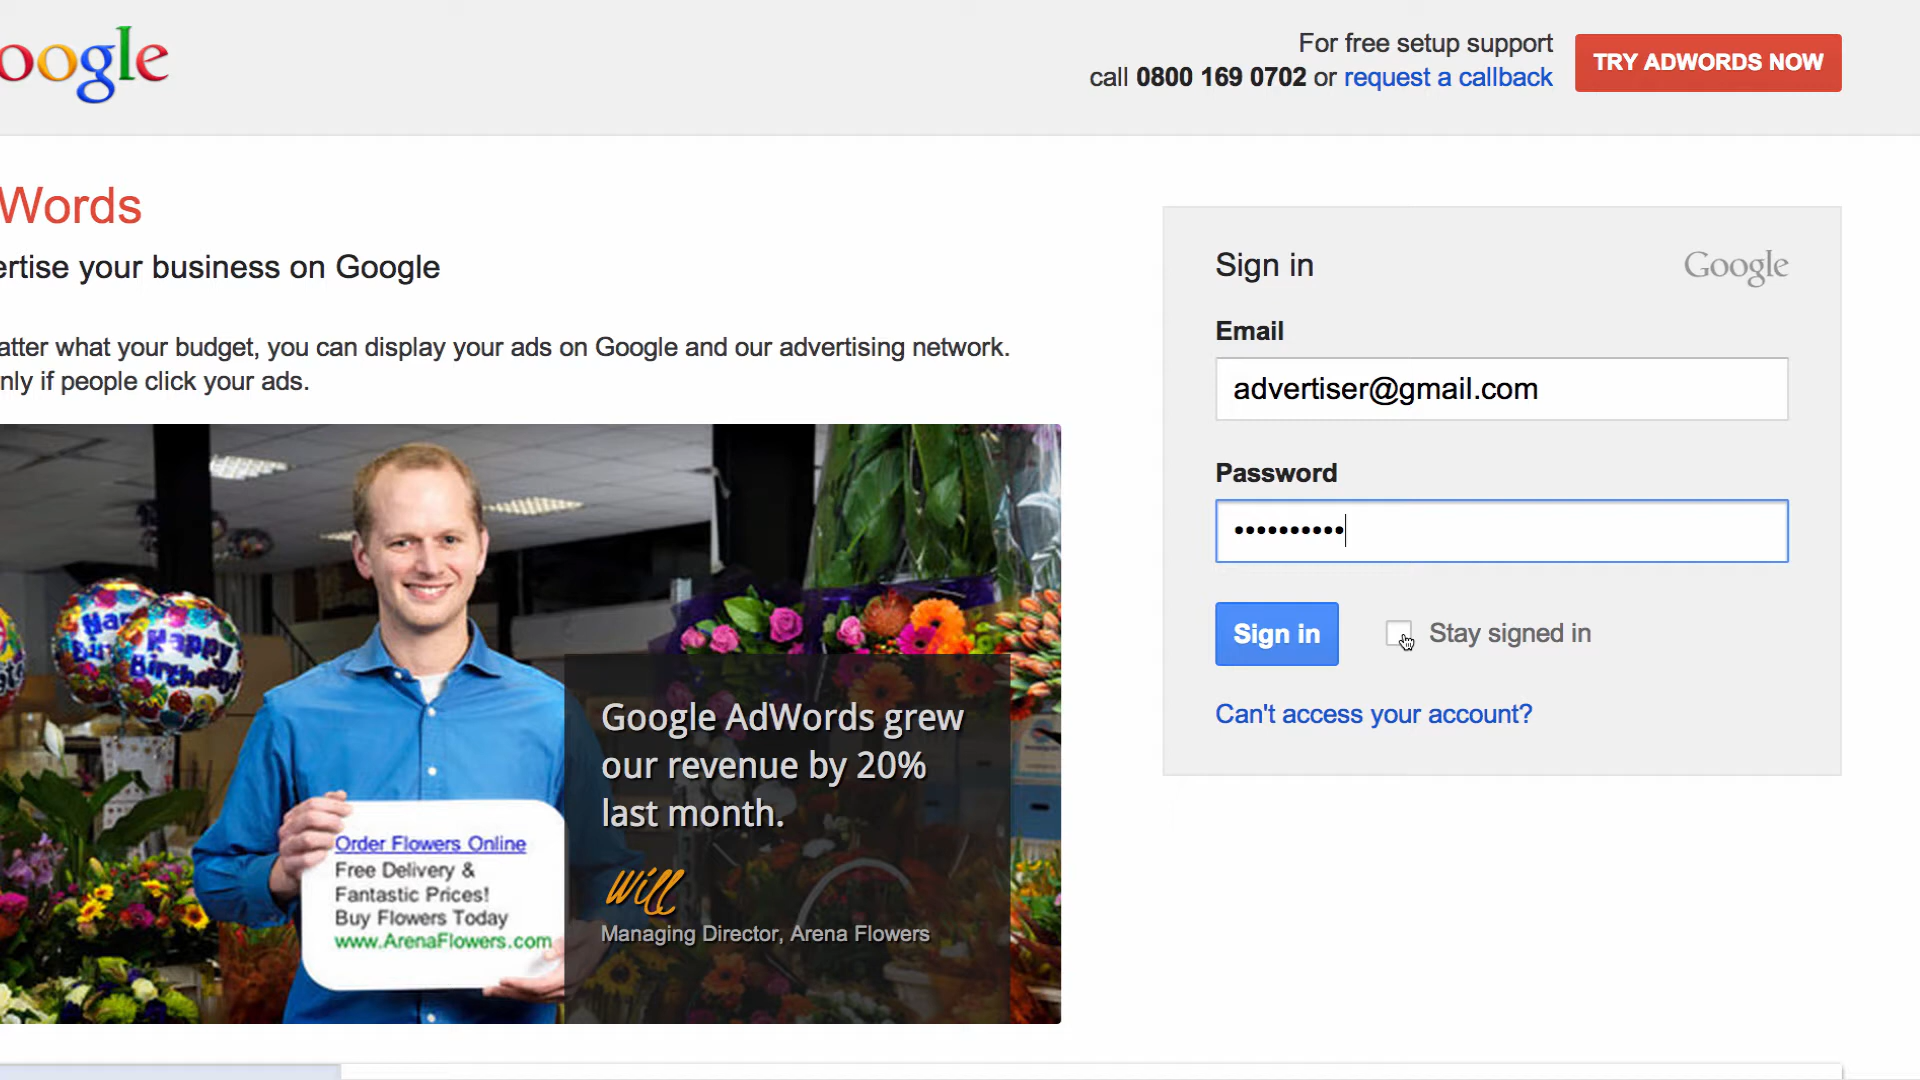 oogle
For free setup support
call 0800 169 0702 or request a callback
TRY ADWORDS NOW
Words
ertise your business on Google
atter what your budget, you can display your ads on Google and our advertising network.
nly if people click your ads.
Sign in
Google
Email
advertiser@gmail.com
Password
••••••••••
Sign in
Stay signed in
Can't access your account?
Happy
Birthday
Google AdWords grew
our revenue by 20%
last month.
Will
Managing Director, Arena Flowers
Order Flowers Online
Free Delivery &
Fantastic Prices!
Buy Flowers Today
www.ArenaFlowers.com